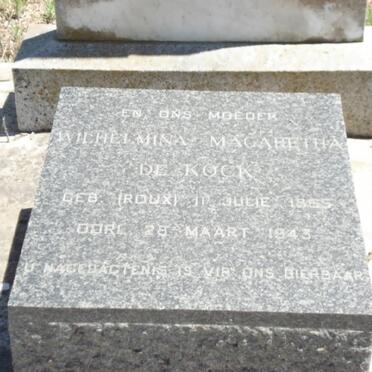 EN ONS MOEDER
WILHELMINA MAGARETHA
DE KOCK
GEB. (ROUX) 11 JULIE 1855
OORL. 28 MAART 1943
U NAGEDAGTENIS IS VIR ONS DIERBAAR